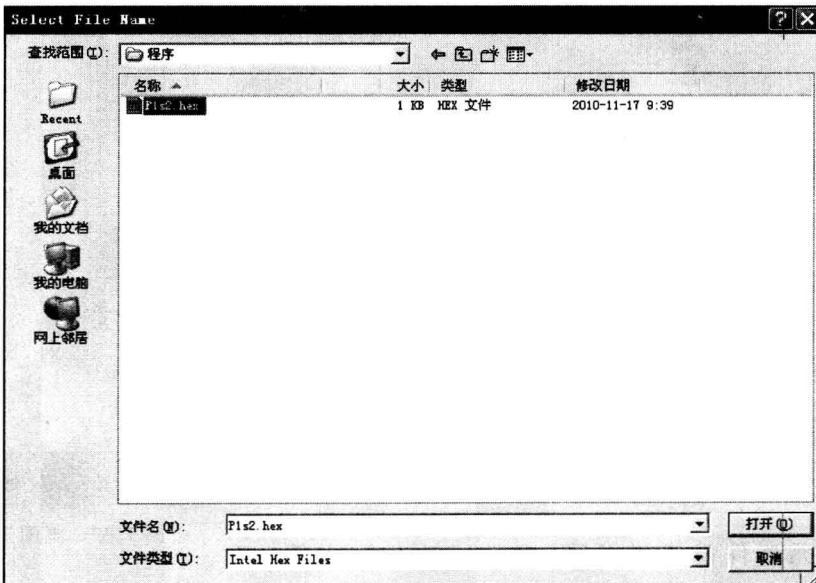 Select File Name
查找范围(I): 程序
名称 大小 类型 修改日期
P1s2.hex 1 KB HEX 文件 2010-11-17 9:39
Recent
桌面
我的文档
我的电脑
网上邻居
文件名(N): P1s2.hex 打开(O)
文件类型(T): Intel Hex Files 取消